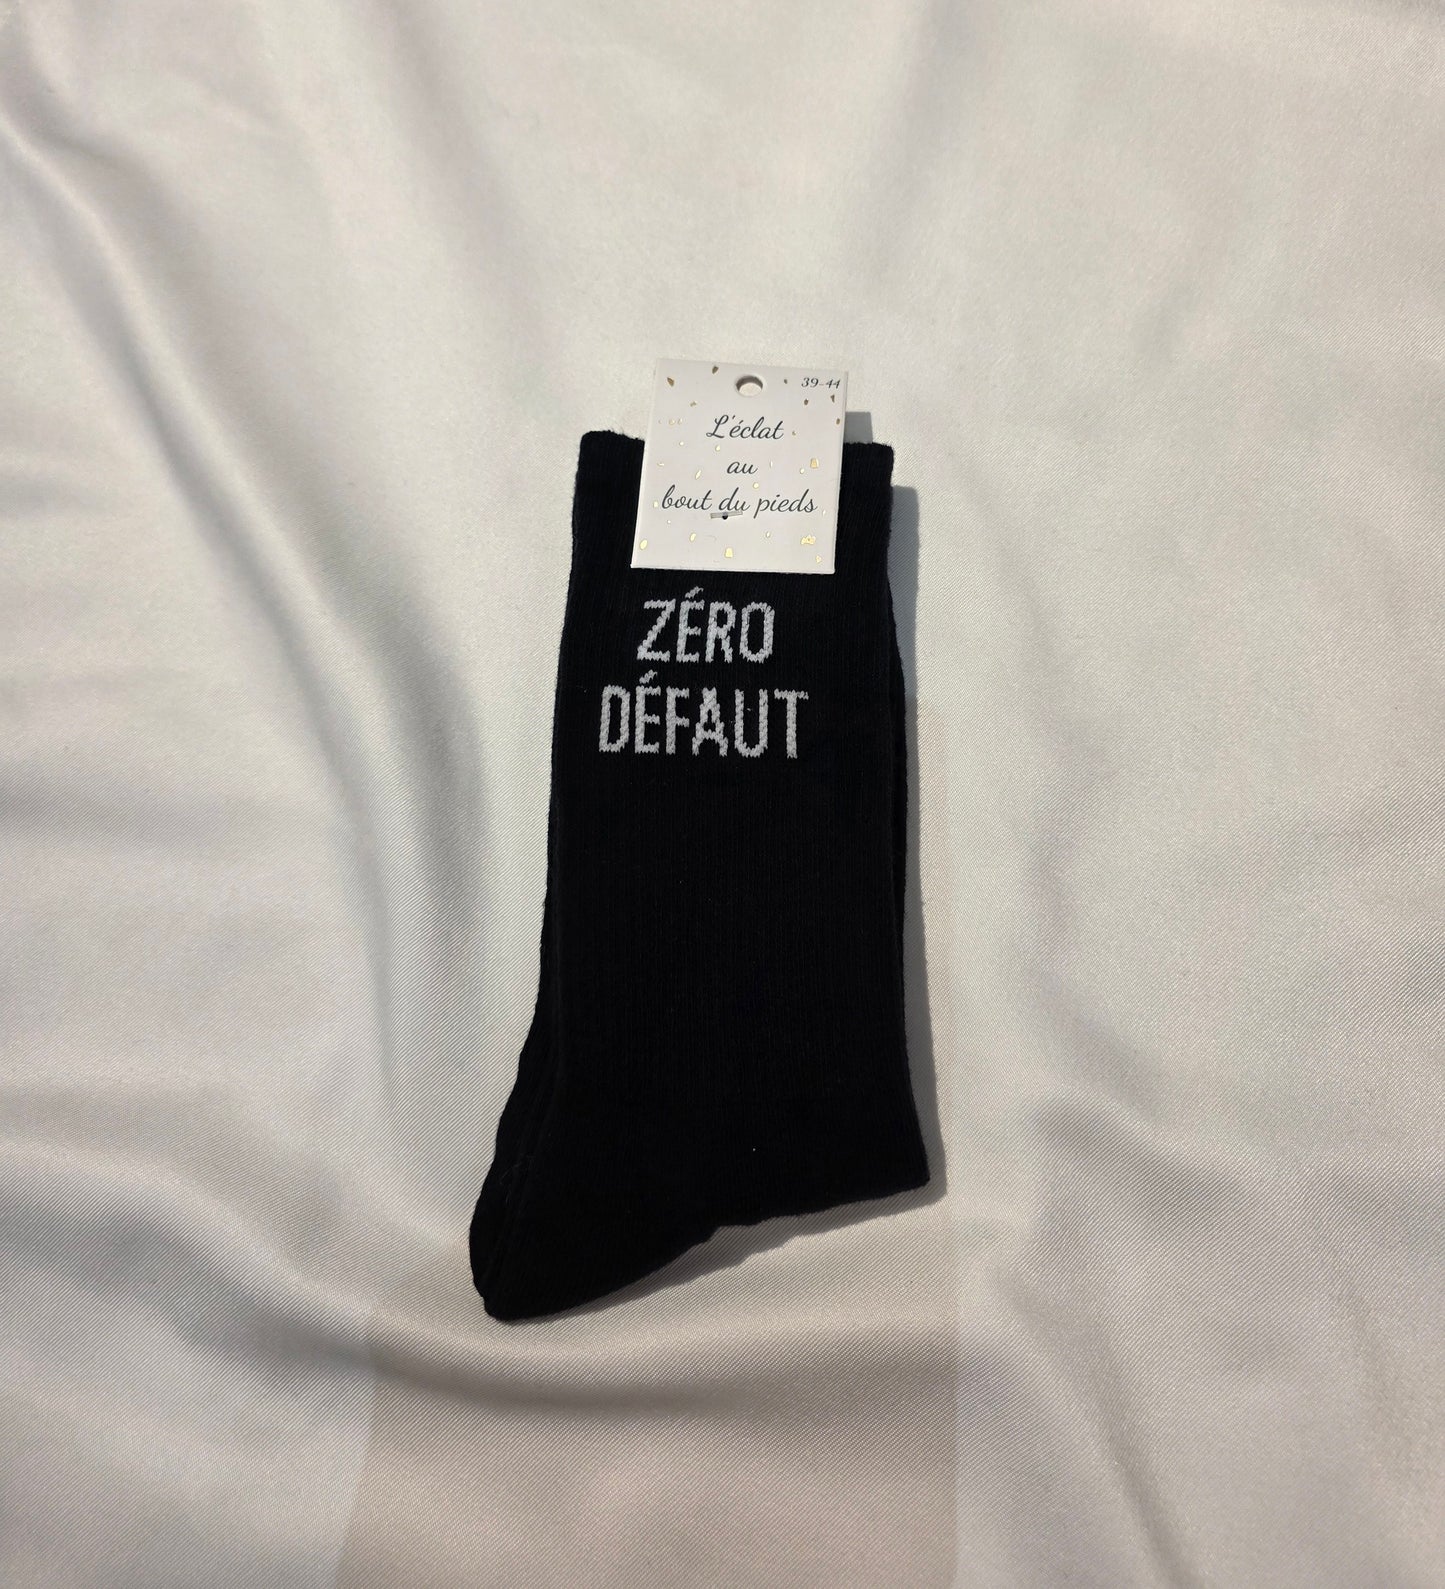 39-44
L'éclat
au
bout du pieds
ZÉRO
DÉFAUT